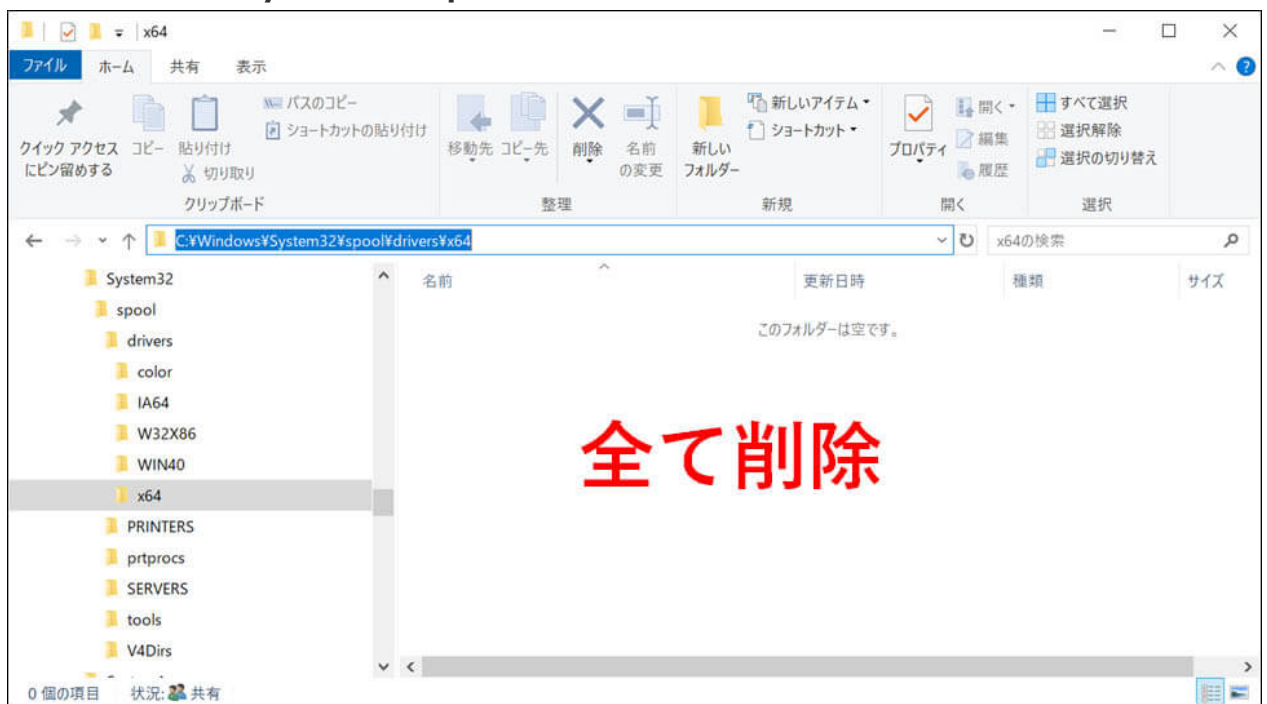 x64
ファイル ホーム 共有 表示
クイック アクセス
にピン留めする
コピー
貼り付け
パスのコピー
ショートカットの貼り付け
切り取り
クリップボード
移動先
コピー先
削除
名前
の変更
整理
新しい
フォルダー
新しいアイテム
ショートカット
新規
プロパティ
開く
編集
履歴
開く
すべて選択
選択解除
選択の切り替え
選択
C:¥Windows¥System32¥spool¥drivers¥x64
x64の検索
System32
spool
drivers
color
IA64
W32X86
WIN40
x64
PRINTERS
prtprocs
SERVERS
tools
V4Dirs
名前 更新日時 種類 サイズ
このフォルダーは空です。
全て削除
0 個の項目 状況: 共有